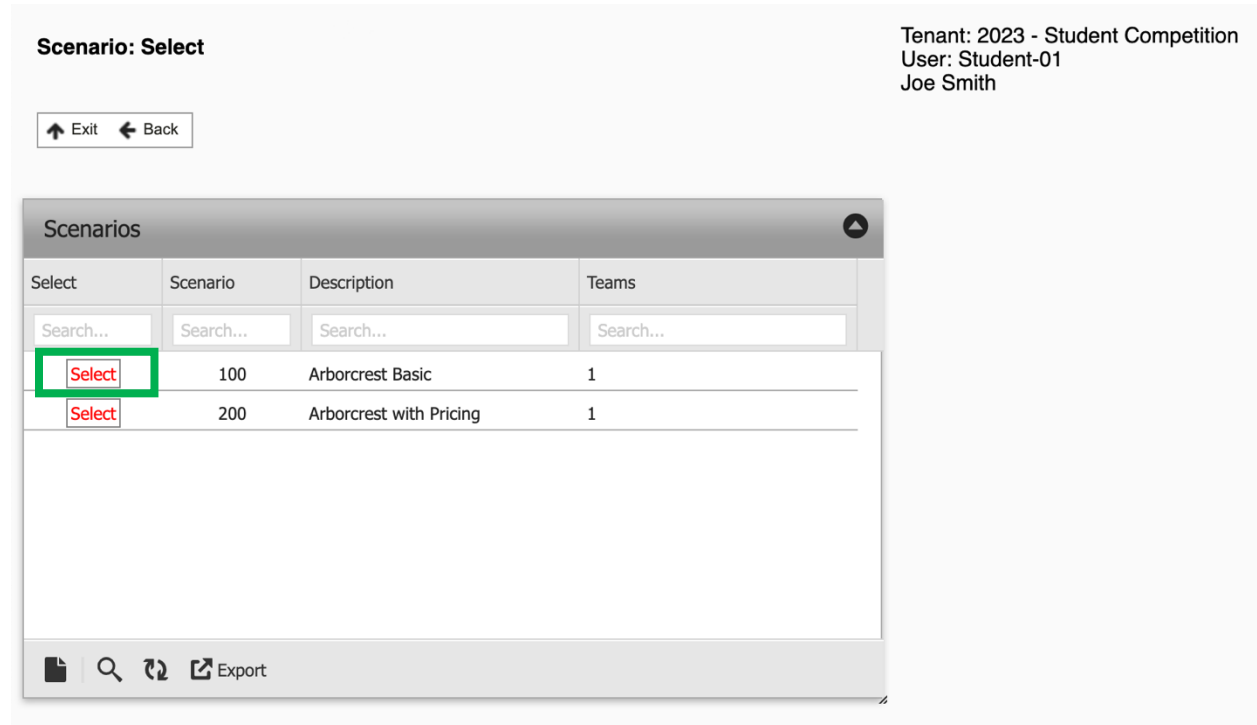 Scenario: Select
Tenant: 2023 - Student Competition
User: Student-01
Joe Smith
Exit Back
Scenarios
Select Scenario Description Teams
Search... Search... Search... Search...
Select 100 Arborcrest Basic 1
Select 200 Arborcrest with Pricing 1
Export